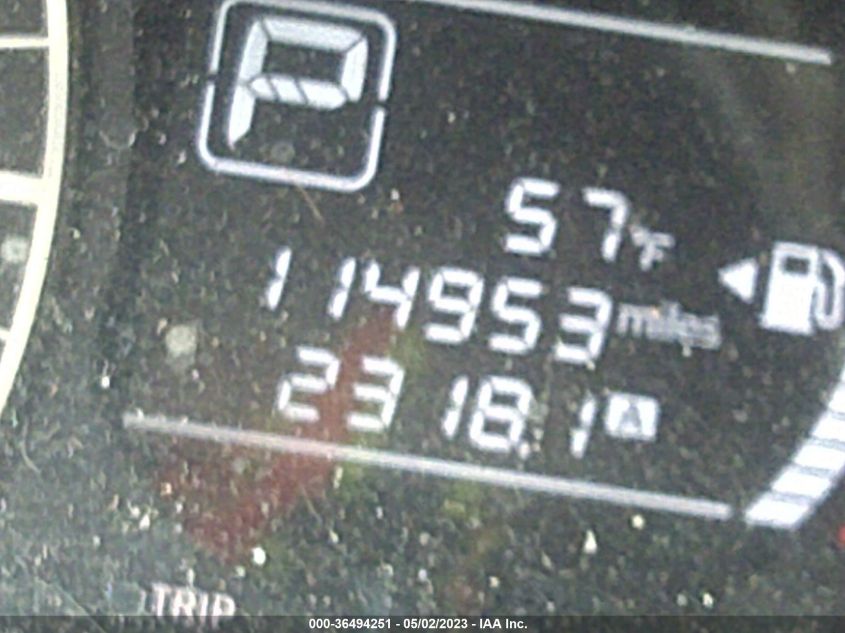 P
57°F
114953 miles
2318.1 A
TRIP
000-36494251 - 05/02/2023 - IAA Inc.